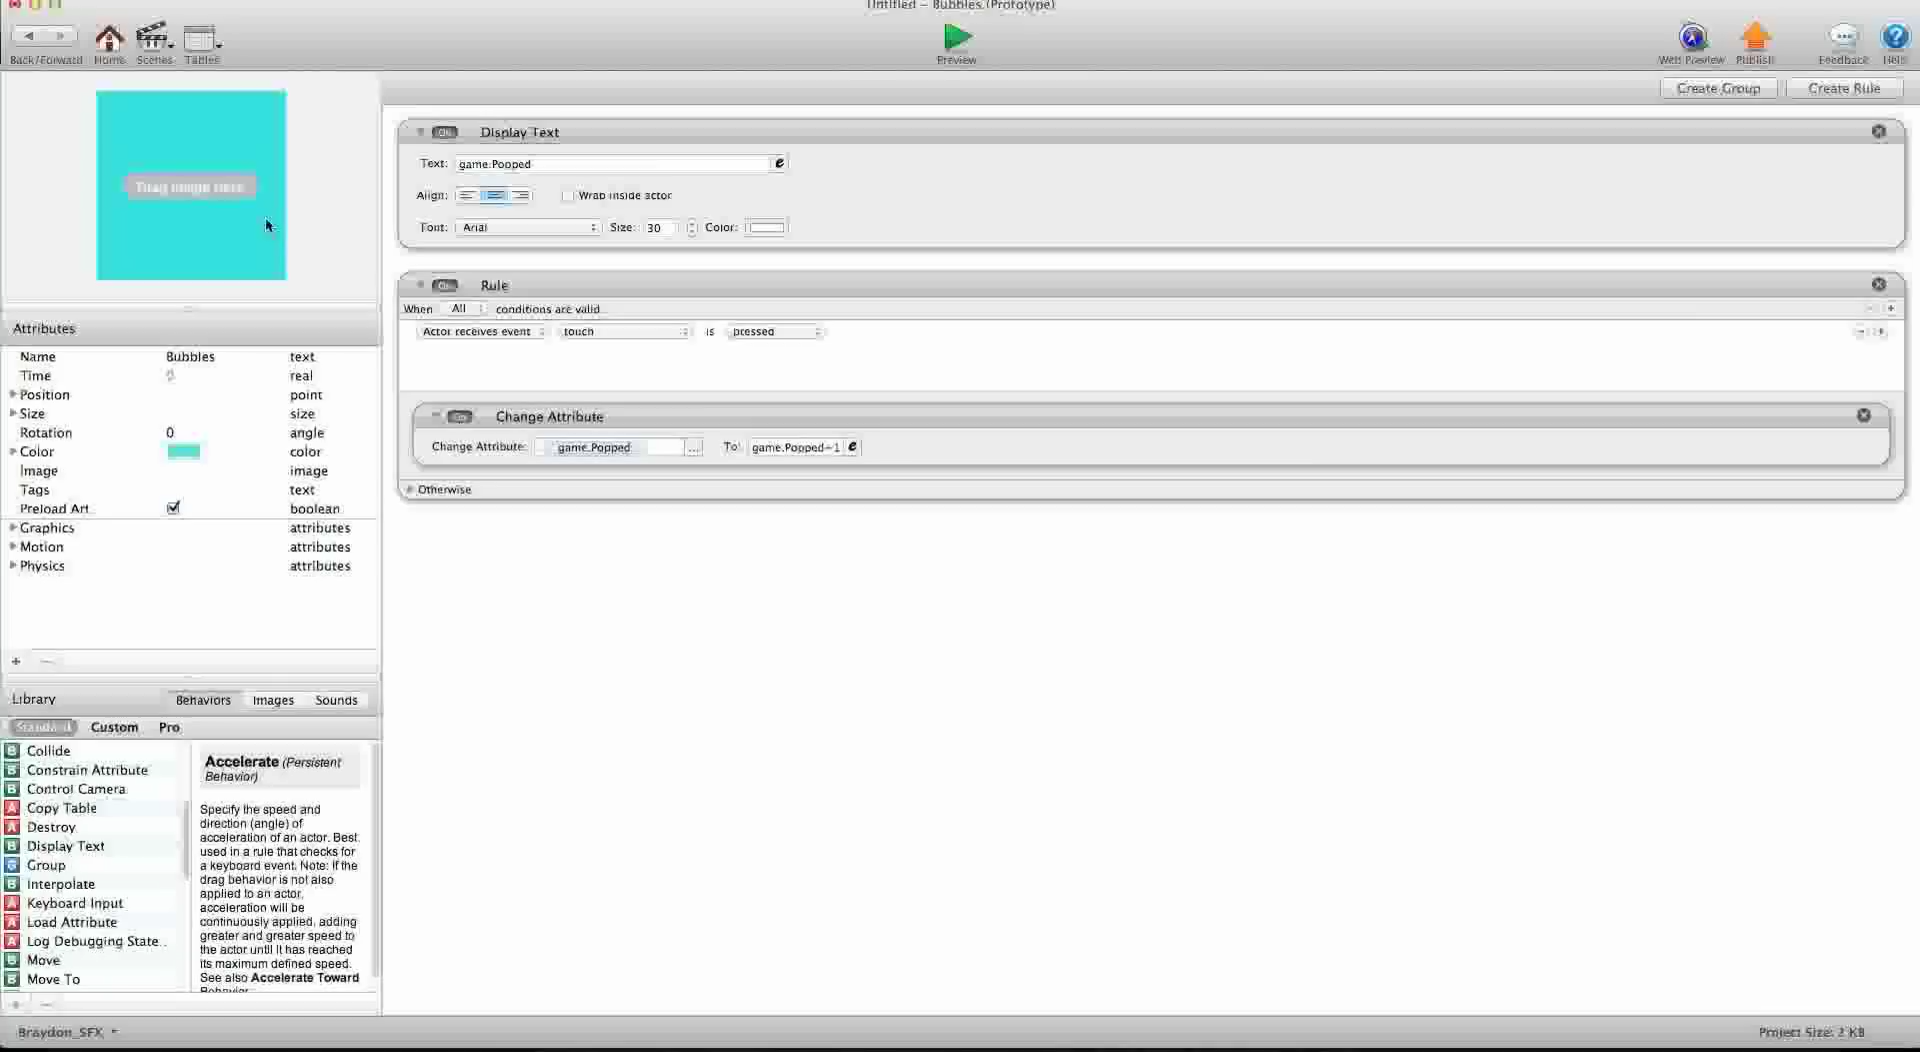 Untitled – Bubbles (Prototype)
Back/Forward Home Scenes Tables Preview Web Preview Publish Feedback Help
Create Group Create Rule
Drag image here
On Display Text
Text: game.Popped
Align: Wrap inside actor
Font: Arial Size: 30 Color:
On Rule
When All conditions are valid
Actor receives event touch is pressed
On Change Attribute
Change Attribute: game.Popped ... To: game.Popped+1
Otherwise
Attributes
Name Bubbles text
Time 0 real
Position point
Size size
Rotation 0 angle
Color color
Image image
Tags text
Preload Art boolean
Graphics attributes
Motion attributes
Physics attributes
Library Behaviors Images Sounds
Standard Custom Pro
B Collide
B Constrain Attribute
B Control Camera
A Copy Table
A Destroy
B Display Text
G Group
B Interpolate
A Keyboard Input
A Load Attribute
A Log Debugging State..
B Move
B Move To
Accelerate (Persistent
Behavior)
Specify the speed and
direction (angle) of
acceleration of an actor. Best
used in a rule that checks for
a keyboard event. Note: If the
drag behavior is not also
applied to an actor,
acceleration will be
continuously applied, adding
greater and greater speed to
the actor until it has reached
its maximum defined speed.
See also Accelerate Toward
Behavior
Braydon_SFX
Project Size: 2 KB